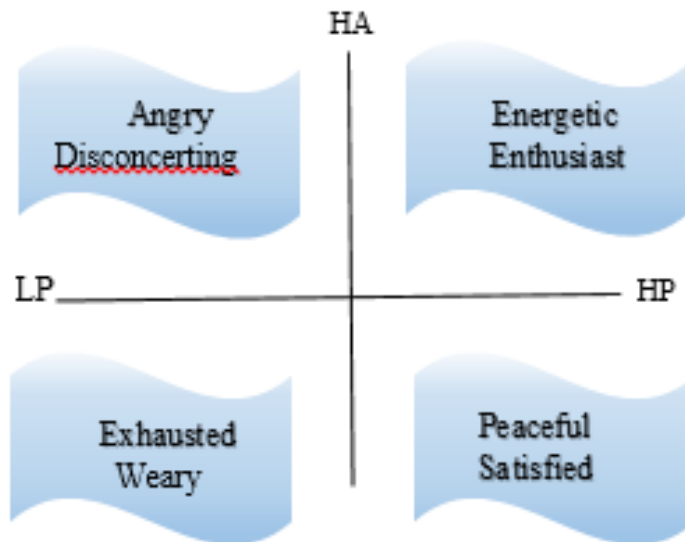 HA
Angry
Disconcerting
Energetic
Enthusiast
LP
HP
Exhausted
Weary
Peaceful
Satisfied